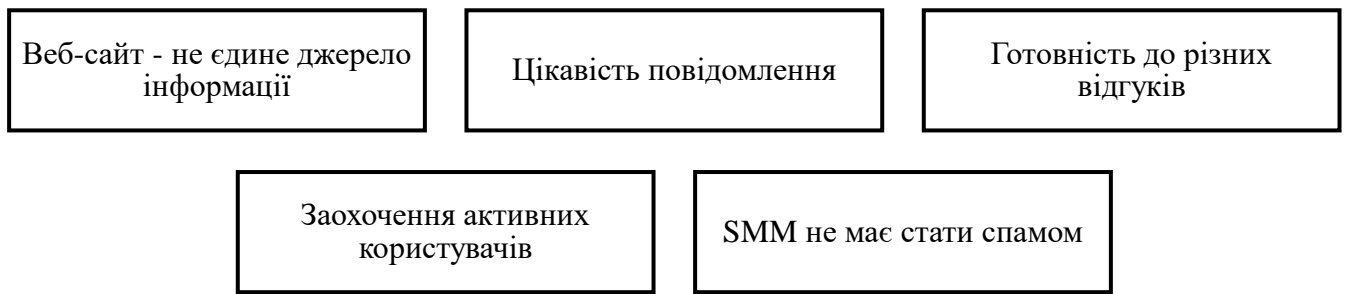 Веб-сайт - не єдине джерело
інформації
Цікавість повідомлення
Готовність до різних
відгуків
Заохочення активних
користувачів
SMM не має стати спамом